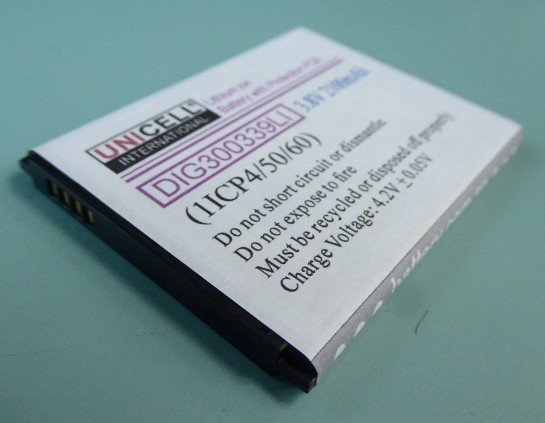 UNICELL
INTERNATIONAL
Lithium Ion
Battery with Protection PCB
DIG300339LI
3.8V 2100mAh
(1ICP4/50/60)
Do not short circuit or dismantle
Do not expose to fire
Must be recycled or disposed off properly
Charge Voltage: 4.2V ± 0.05V